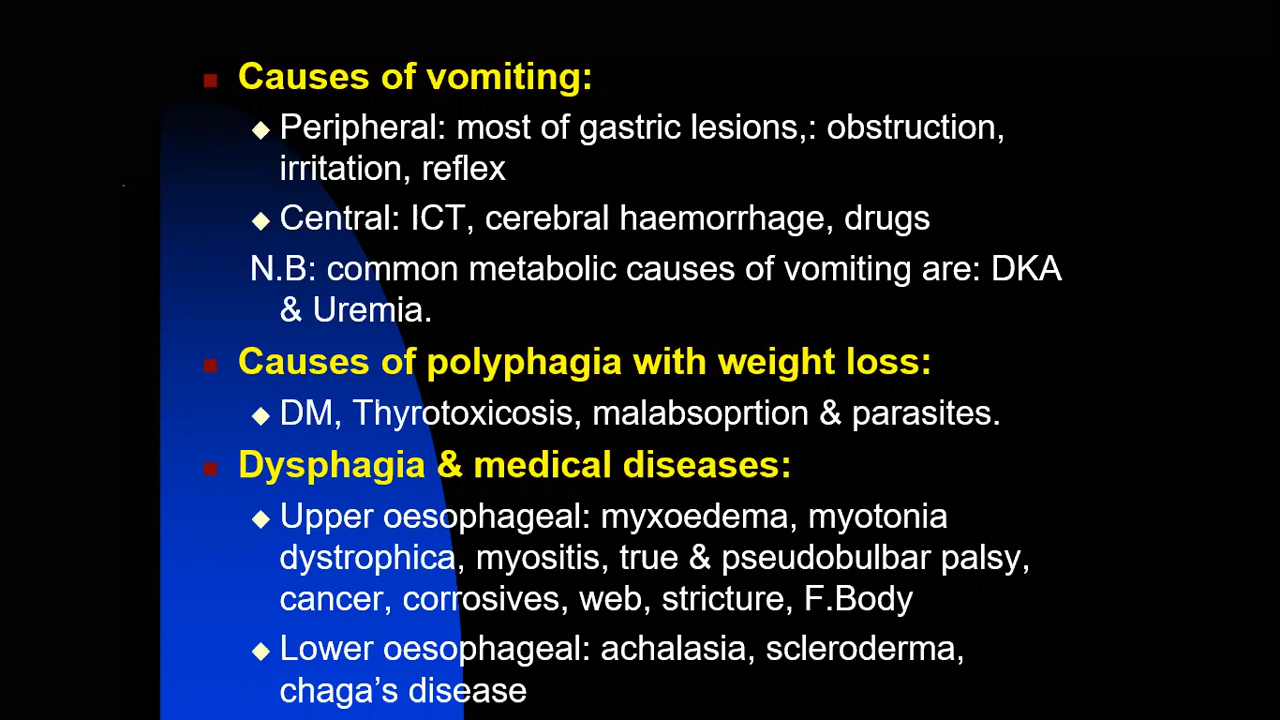 Causes of vomiting:
Peripheral: most of gastric lesions,: obstruction,
irritation, reflex
Central: ICT, cerebral haemorrhage, drugs
N.B: common metabolic causes of vomiting are: DKA
& Uremia.
Causes of polyphagia with weight loss:
DM, Thyrotoxicosis, malabsoprtion & parasites.
Dysphagia & medical diseases:
Upper oesophageal: myxoedema, myotonia
dystrophica, myositis, true & pseudobulbar palsy,
cancer, corrosives, web, stricture, F.Body
Lower oesophageal: achalasia, scleroderma,
chaga's disease